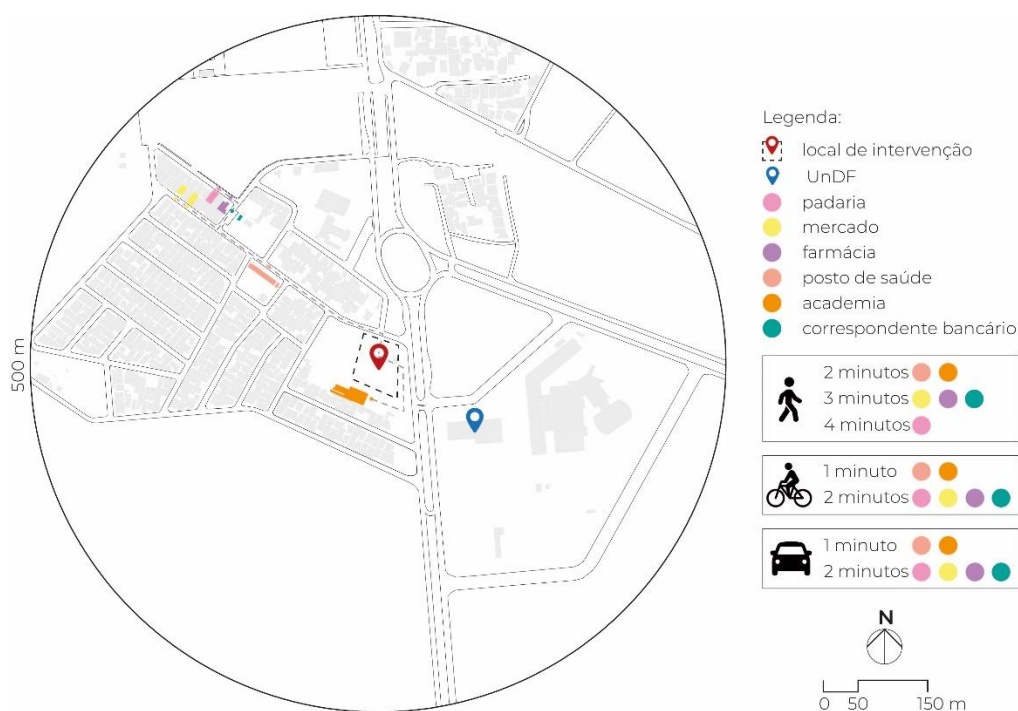 500 m
Legenda:
local de intervenção
UnDF
padaria
mercado
farmácia
posto de saúde
academia
correspondente bancário
2 minutos
3 minutos
4 minutos
1 minuto
2 minutos
1 minuto
2 minutos
N
0 50 150 m